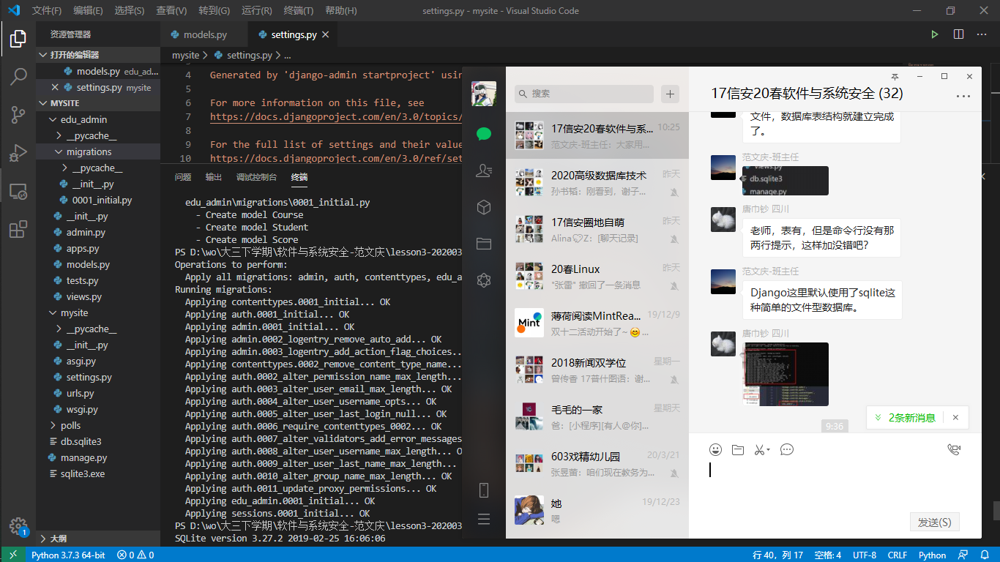 文件(F) 编辑(E) 选择(S) 查看(V) 转到(G) 运行(R) 终端(T) 帮助(H) settings.py - mysite - Visual Studio Code
资源管理器
models.py
settings.py
打开的编辑器
models.py edu_ad...
settings.py mysite
MYSITE
edu_admin
__pycache__
migrations
__pycache__
__init__.py
0001_initial.py
__init__.py
admin.py
apps.py
models.py
tests.py
views.py
mysite
__pycache__
__init__.py
asgi.py
settings.py
urls.py
wsgi.py
polls
db.sqlite3
manage.py
sqlite3.exe
大纲
mysite > settings.py > ...
4 Generated by 'django-admin startproject' usin
5
6 For more information on this file, see
7 https://docs.djangoproject.com/en/3.0/topics/
8
9 For the full list of settings and their value
10 https://docs.djangoproject.com/en/3.0/ref/set
问题 输出 调试控制台 终端
edu_admin\migrations\0001_initial.py
- Create model Course
- Create model Student
- Create model Score
PS D:\wo\大三下学期\软件与系统安全-范文庆\lesson3-202003
Operations to perform:
Apply all migrations: admin, auth, contenttypes, edu_a
Running migrations:
Applying contenttypes.0001_initial... OK
Applying auth.0001_initial... OK
Applying admin.0001_initial... OK
Applying admin.0002_logentry_remove_auto_add... OK
Applying admin.0003_logentry_add_action_flag_choices..
Applying contenttypes.0002_remove_content_type_name...
Applying auth.0002_alter_permission_name_max_length...
Applying auth.0003_alter_user_email_max_length... OK
Applying auth.0004_alter_user_username_opts... OK
Applying auth.0005_alter_user_last_login_null... OK
Applying auth.0006_require_contenttypes_0002... OK
Applying auth.0007_alter_validators_add_error_messages
Applying auth.0008_alter_user_username_max_length... O
Applying auth.0009_alter_user_last_name_max_length...
Applying auth.0010_alter_group_name_max_length... OK
Applying auth.0011_update_proxy_permissions... OK
Applying edu_admin.0001_initial... OK
Applying sessions.0001_initial... OK
PS D:\wo\大三下学期\软件与系统安全-范文庆\lesson3-202003
SQLite version 3.27.2 2019-02-25 16:06:06
搜索
17信安20春软件与系... 10:25
范文庆-班主任：大家用...
2020高级数据库技术 昨天
孙书韬：刚看到，谢子...
17信安圈地自萌 昨天
Alina♡Z：[聊天记录]
20春Linux 昨天
"张雷" 撤回了一条消息
Mint
薄荷阅读MintRea... 19/12/9
双十二活动开始了~😊...
2018新闻双学位 星期一
曾传香 17普什图语：谢...
毛毛的一家 星期天
爸：[小程序][有人@你]...
603戏精幼儿园 20/3/21
张昱苗：咱们现在教务为...
她 19/12/23
嗯
17信安20春软件与系统安全 (32)
文件，数据库表结构就建立完成
了。
范文庆-班主任
views.py
db.sqlite3
manage.py
唐巾钞 四川
老师，表有，但是命令行没有那
两行提示，这样加没错吧?
范文庆-班主任
Django这里默认使用了sqlite这
种简单的文件型数据库。
唐巾钞 四川
2条新消息
9:36
发送(S)
1
Python 3.7.3 64-bit 0 0 行 40，列 17 空格: 4 UTF-8 CRLF Python